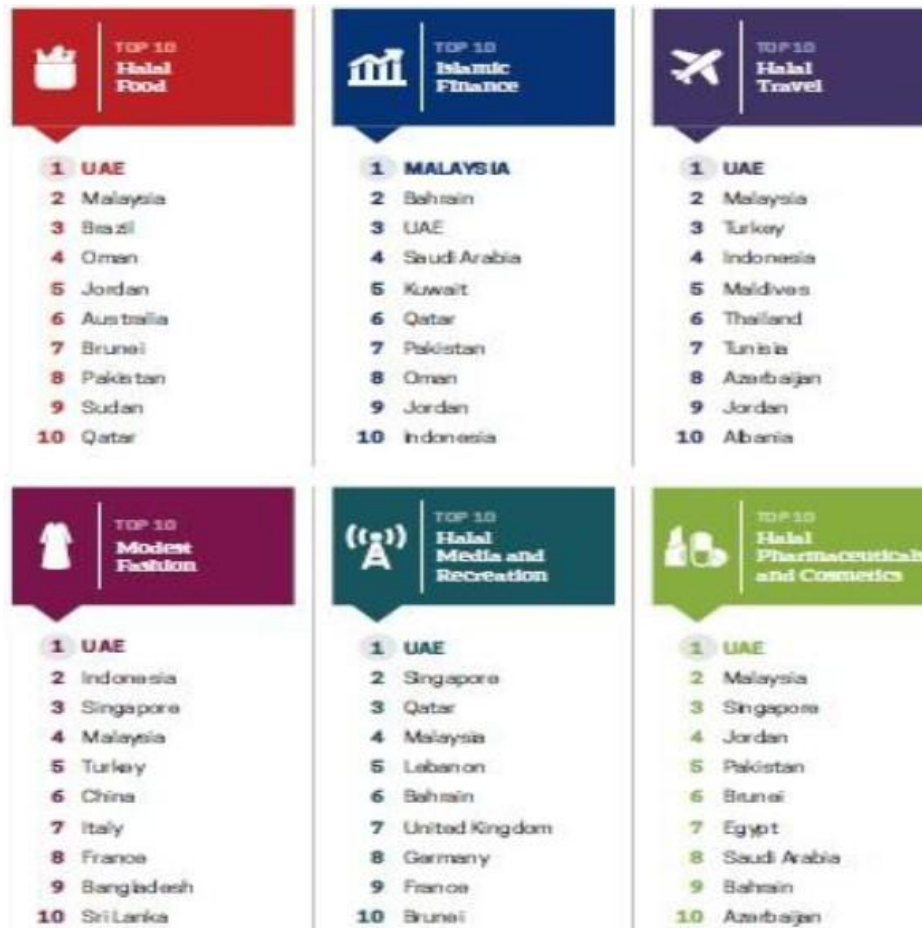 TOP 10
Halal
Food
1 UAE
2 Malaysia
3 Brazil
4 Oman
5 Jordan
6 Australia
7 Brunei
8 Pakistan
9 Sudan
10 Qatar
TOP 10
Islamic
Finance
1 MALAYSIA
2 Bahrain
3 UAE
4 Saudi Arabia
5 Kuwait
6 Qatar
7 Pakistan
8 Oman
9 Jordan
10 Indonesia
TOP 10
Halal
Travel
1 UAE
2 Malaysia
3 Turkey
4 Indonesia
5 Maldives
6 Thailand
7 Tunisia
8 Azerbaijan
9 Jordan
10 Albania
TOP 10
Modest
Fashion
1 UAE
2 Indonesia
3 Singapore
4 Malaysia
5 Turkey
6 China
7 Italy
8 France
9 Bangladesh
10 Sri Lanka
TOP 10
Halal
Media and
Recreation
1 UAE
2 Singapore
3 Qatar
4 Malaysia
5 Lebanon
6 Bahrain
7 United Kingdom
8 Germany
9 France
10 Brunei
TOP 10
Halal
Pharmaceuticals
and Cosmetics
1 UAE
2 Malaysia
3 Singapore
4 Jordan
5 Pakistan
6 Brunei
7 Egypt
8 Saudi Arabia
9 Bahrain
10 Azerbaijan